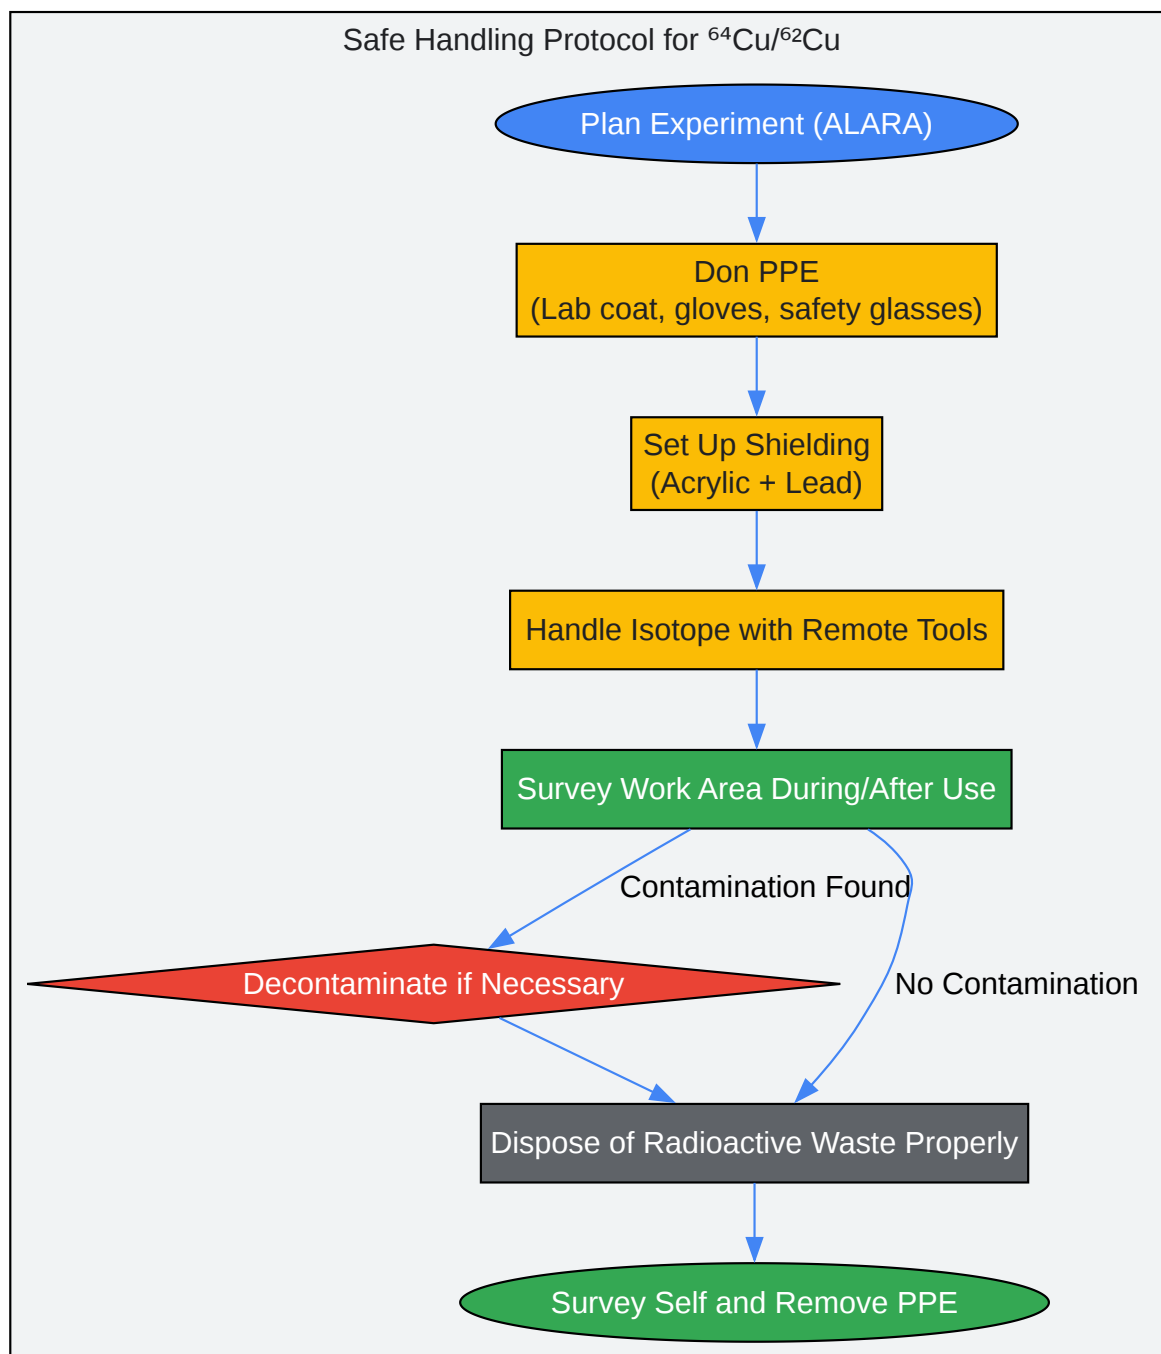 Safe Handling Protocol for ⁶⁴Cu/⁶²Cu
Plan Experiment (ALARA)
Don PPE
(Lab coat, gloves, safety glasses)
Set Up Shielding
(Acrylic + Lead)
Handle Isotope with Remote Tools
Survey Work Area During/After Use
Contamination Found
Decontaminate if Necessary
No Contamination
Dispose of Radioactive Waste Properly
Survey Self and Remove PPE